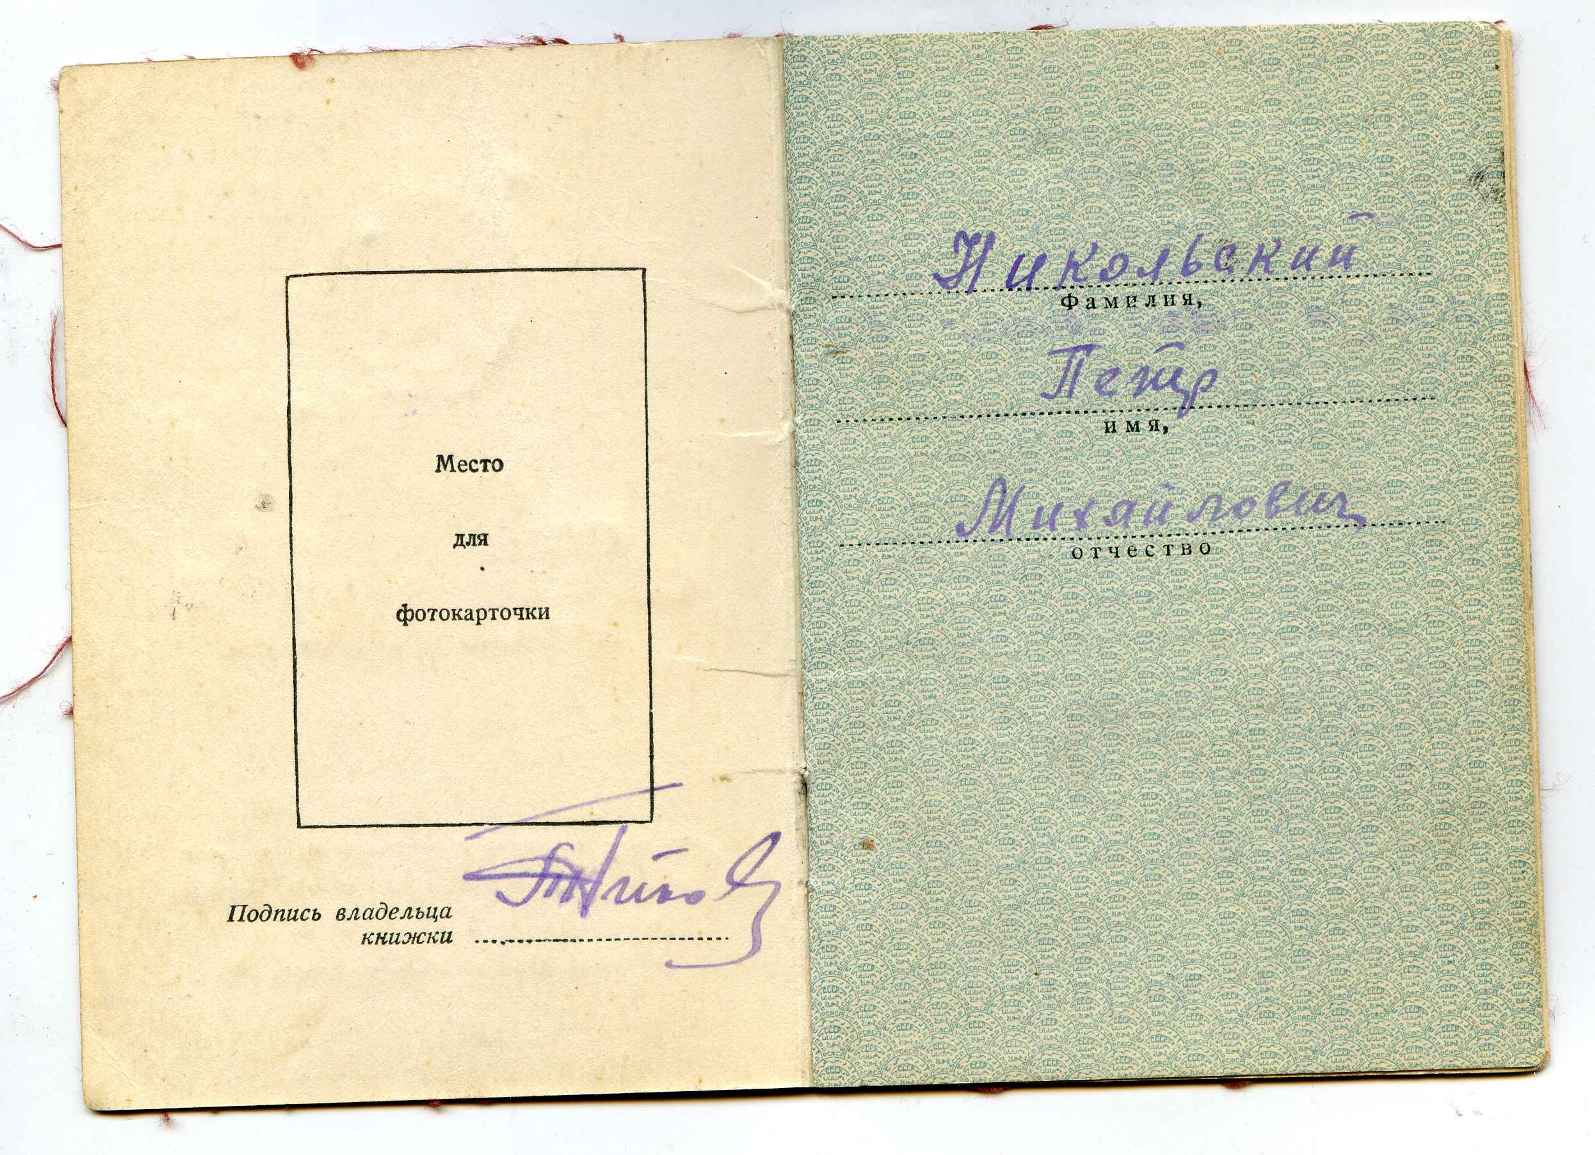 Место
для
фотокарточки
Подпись владельца
книжки
Никольский
Фамилия,
Петр
имя,
Михайлович
отчество